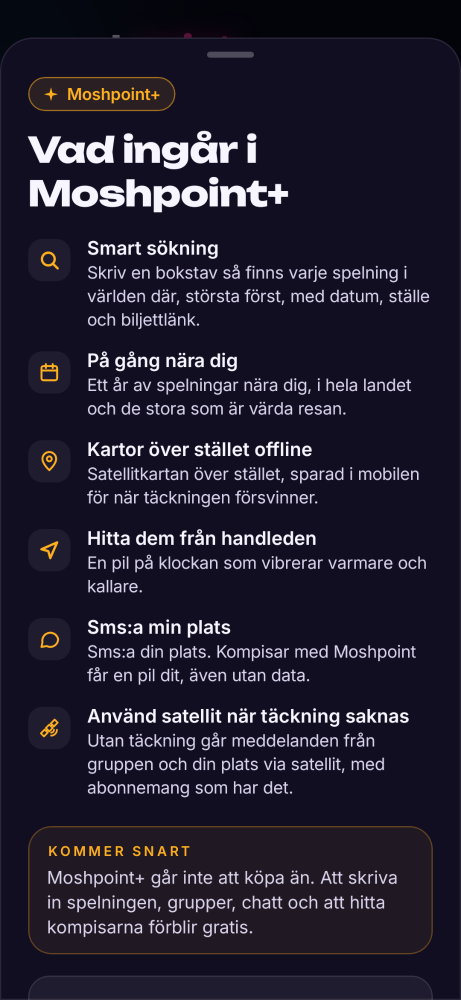 Moshpoint+
Vad ingår i
Moshpoint+
Smart sökning
Skriv en bokstav så finns varje spelning i
världen där, största först, med datum, ställe
och biljettlänk.
På gång nära dig
Ett år av spelningar nära dig, i hela landet
och de stora som är värda resan.
Kartor över stället offline
Satellitkartan över stället, sparad i mobilen
för när täckningen försvinner.
Hitta dem från handleden
En pil på klockan som vibrerar varmare och
kallare.
Sms:a min plats
Sms:a din plats. Kompisar med Moshpoint
får en pil dit, även utan data.
Använd satellit när täckning saknas
Utan täckning går meddelanden från
gruppen och din plats via satellit, med
abonnemang som har det.
KOMMER SNART
Moshpoint+ går inte att köpa än. Att skriva
in spelningen, grupper, chatt och att hitta
kompisarna förblir gratis.